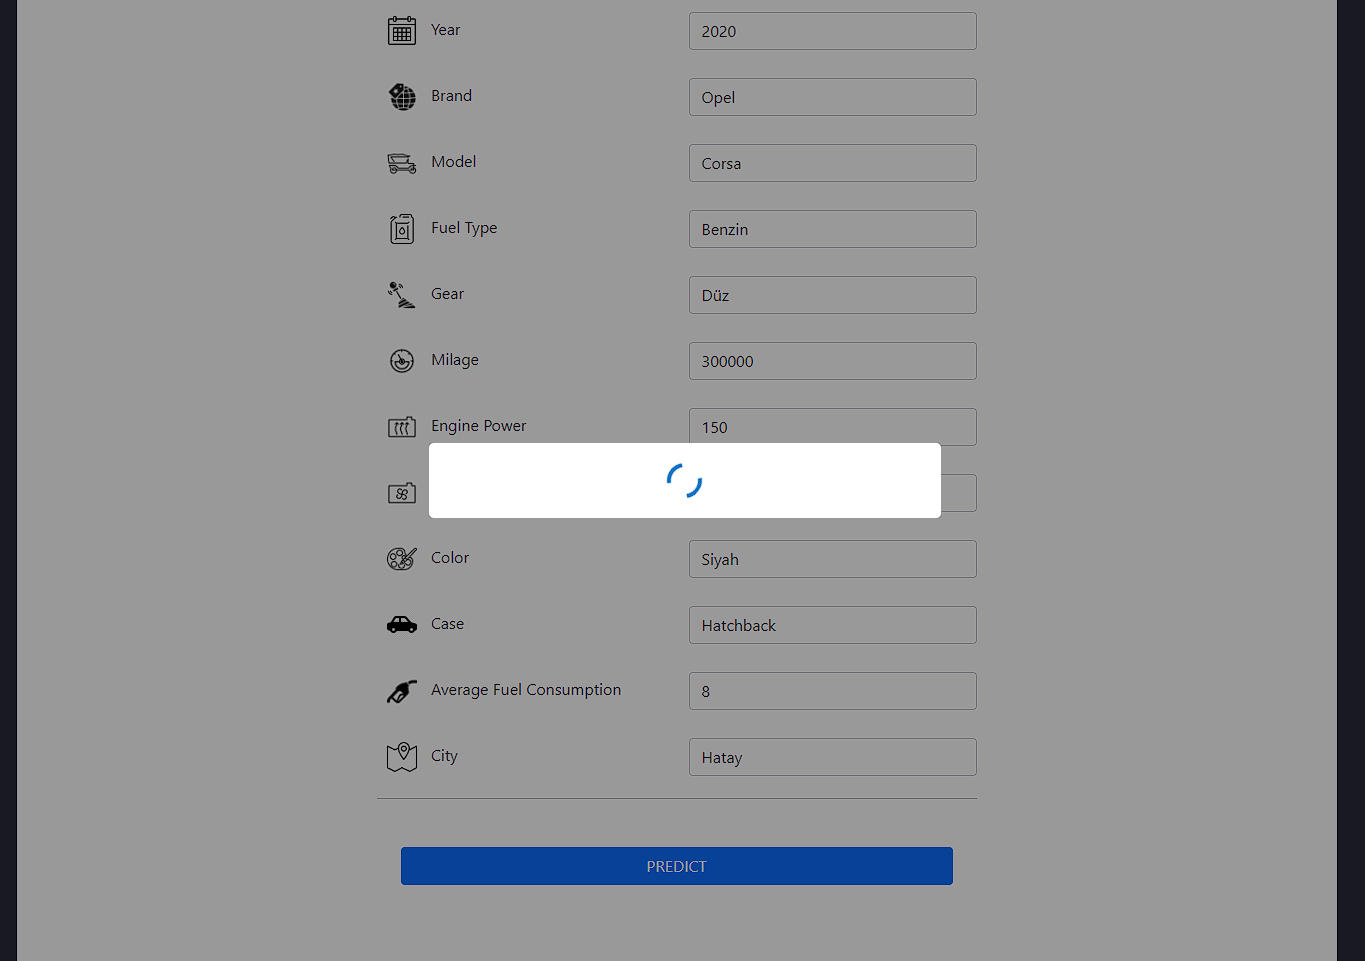 Year 2020
Brand Opel
Model Corsa
Fuel Type Benzin
Gear Düz
Milage 300000
Engine Power 150
Color Siyah
Case Hatchback
Average Fuel Consumption 8
City Hatay
PREDICT